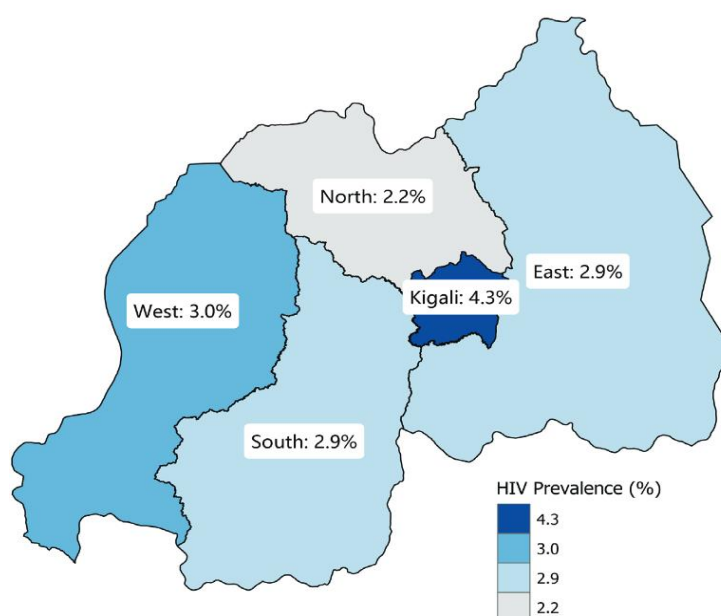 North: 2.2%
East: 2.9%
Kigali: 4.3%
West: 3.0%
South: 2.9%
HIV Prevalence (%)
4.3
3.0
2.9
2.2